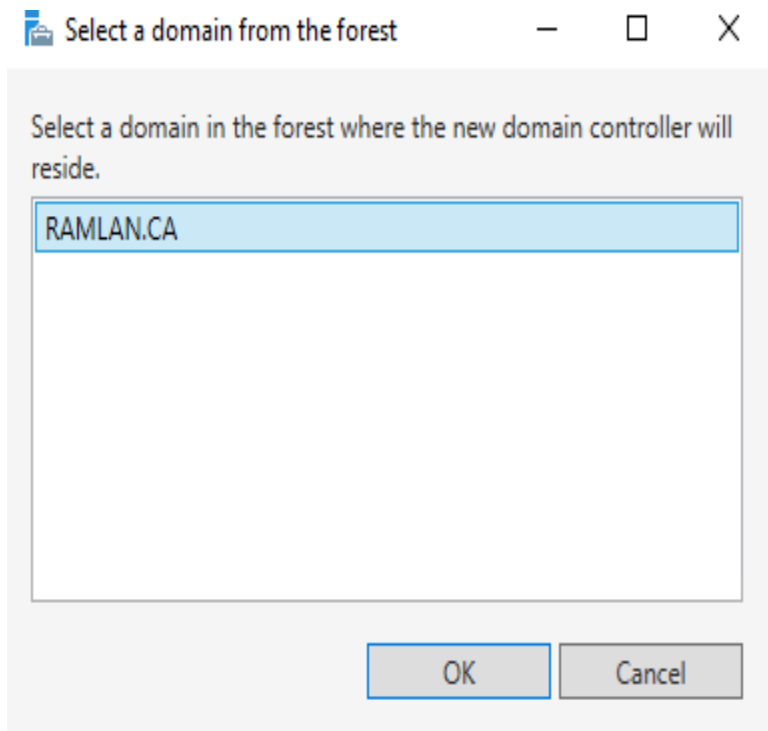 Select a domain from the forest
Select a domain in the forest where the new domain controller will
reside.
RAMLAN.CA
OK
Cancel